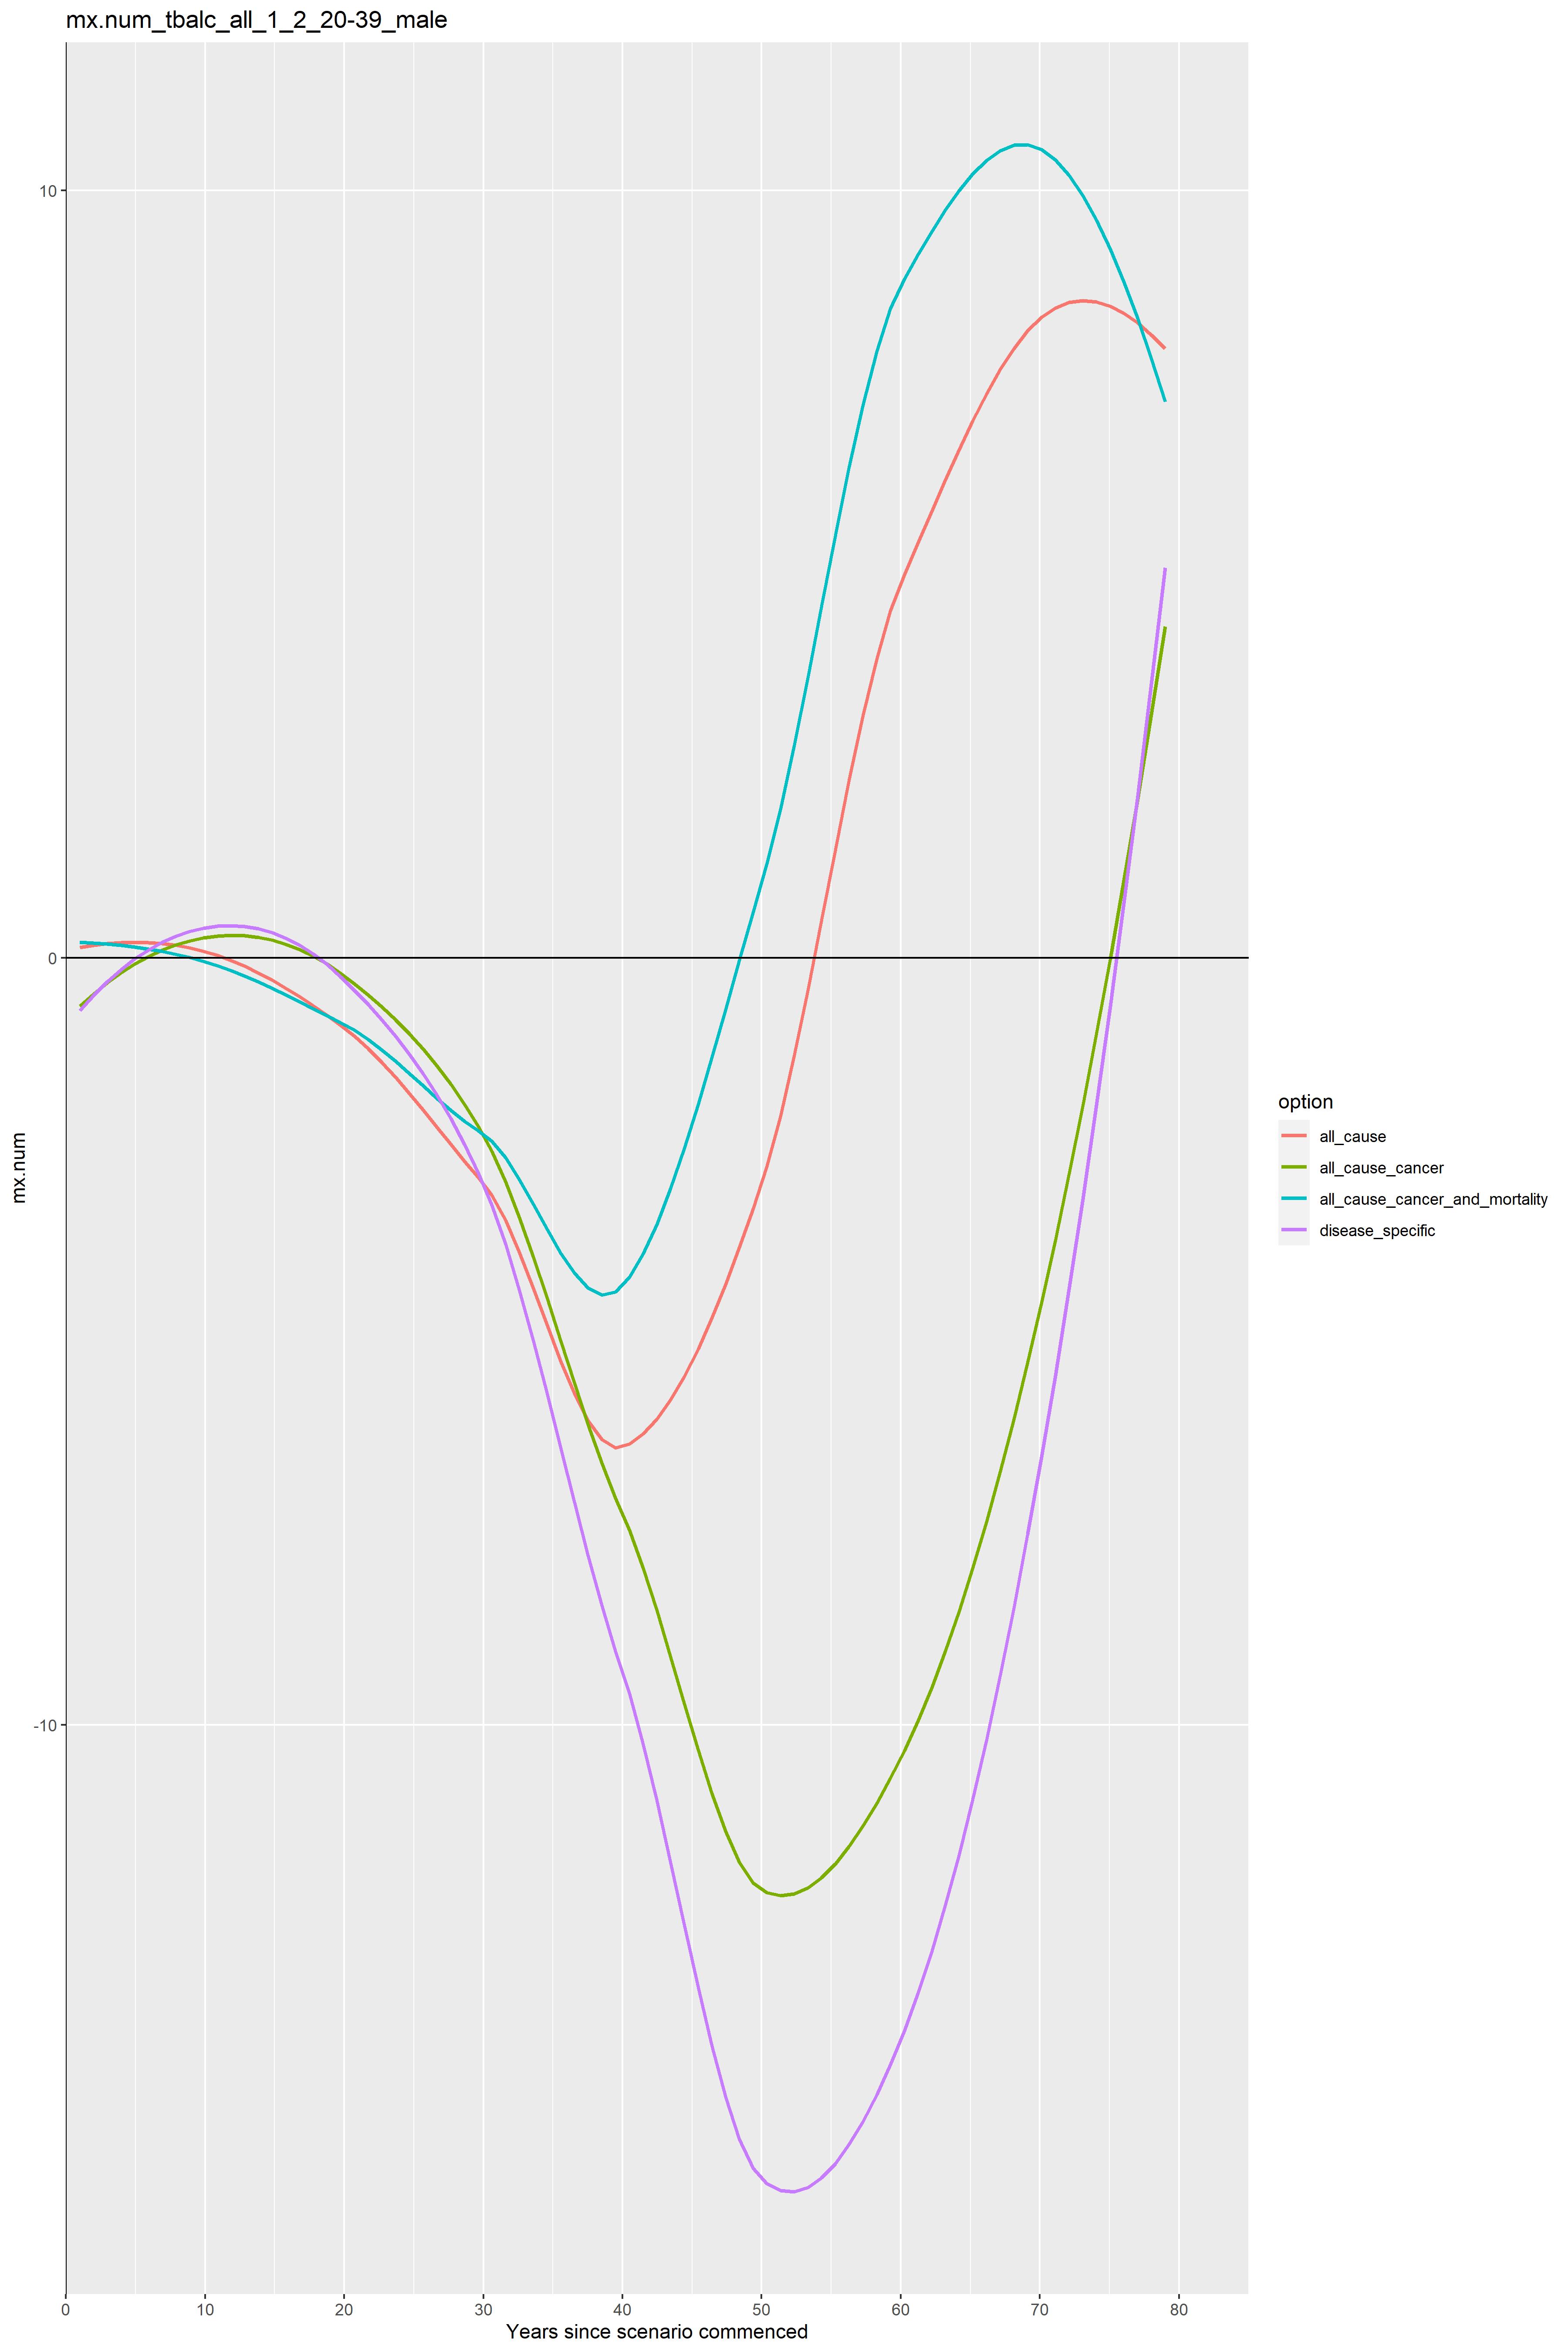 mx.num_tbalc_all_1_2_20-39_male
mx.num
10
0
-10
0 10 20 30 40 50 60 70 80
Years since scenario commenced
option
all_cause
all_cause_cancer
all_cause_cancer_and_mortality
disease_specific